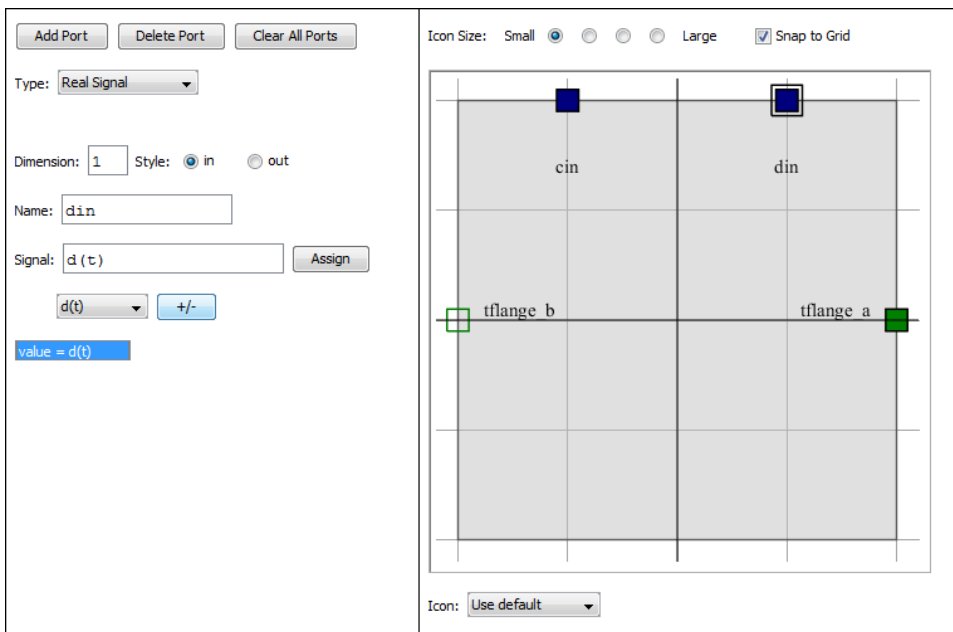 Add Port Delete Port Clear All Ports
Type: Real Signal
Dimension: 1 Style: in out
Name: din
Signal: d(t) Assign
d(t) +/-
value = d(t)
Icon Size: Small Large Snap to Grid
cin din
tflange_b tflange_a
Icon: Use default